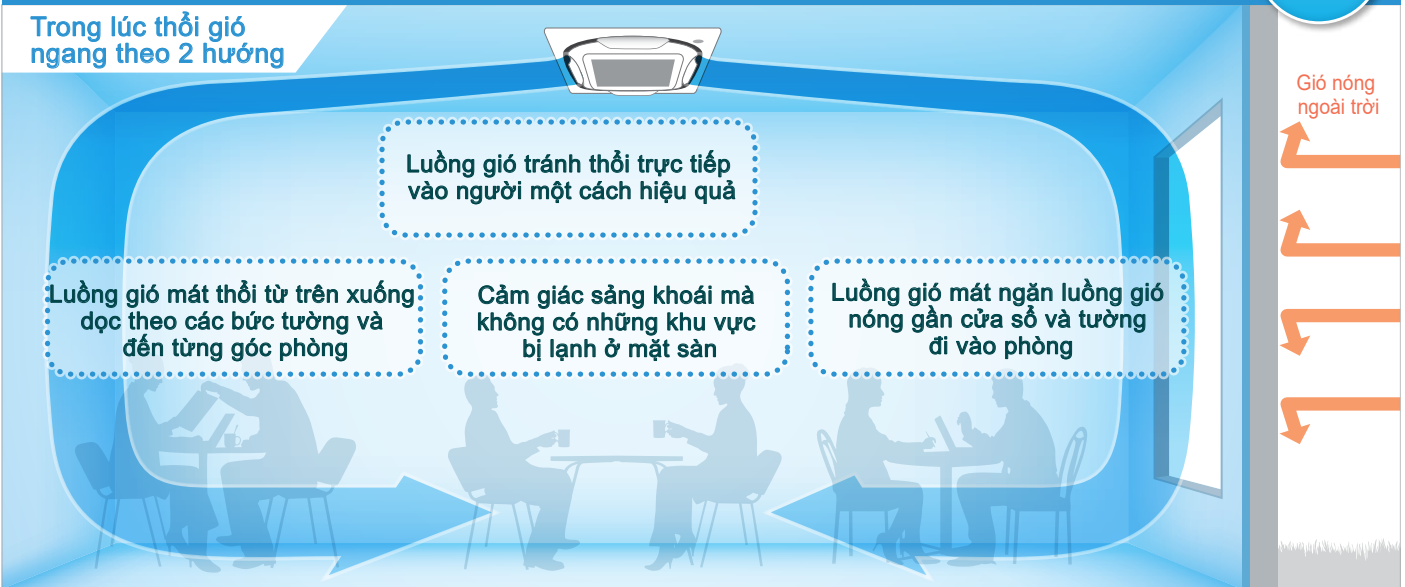 Trong lúc thổi gió
ngang theo 2 hướng
Gió nóng
ngoài trời
Luồng gió tránh thổi trực tiếp
vào người một cách hiệu quả
Luồng gió mát thổi từ trên xuống
dọc theo các bức tường và
đến từng góc phòng
Cảm giác sảng khoái mà
không có những khu vực
bị lạnh ở mặt sàn
Luồng gió mát ngăn luồng gió
nóng gần cửa sổ và tường
đi vào phòng